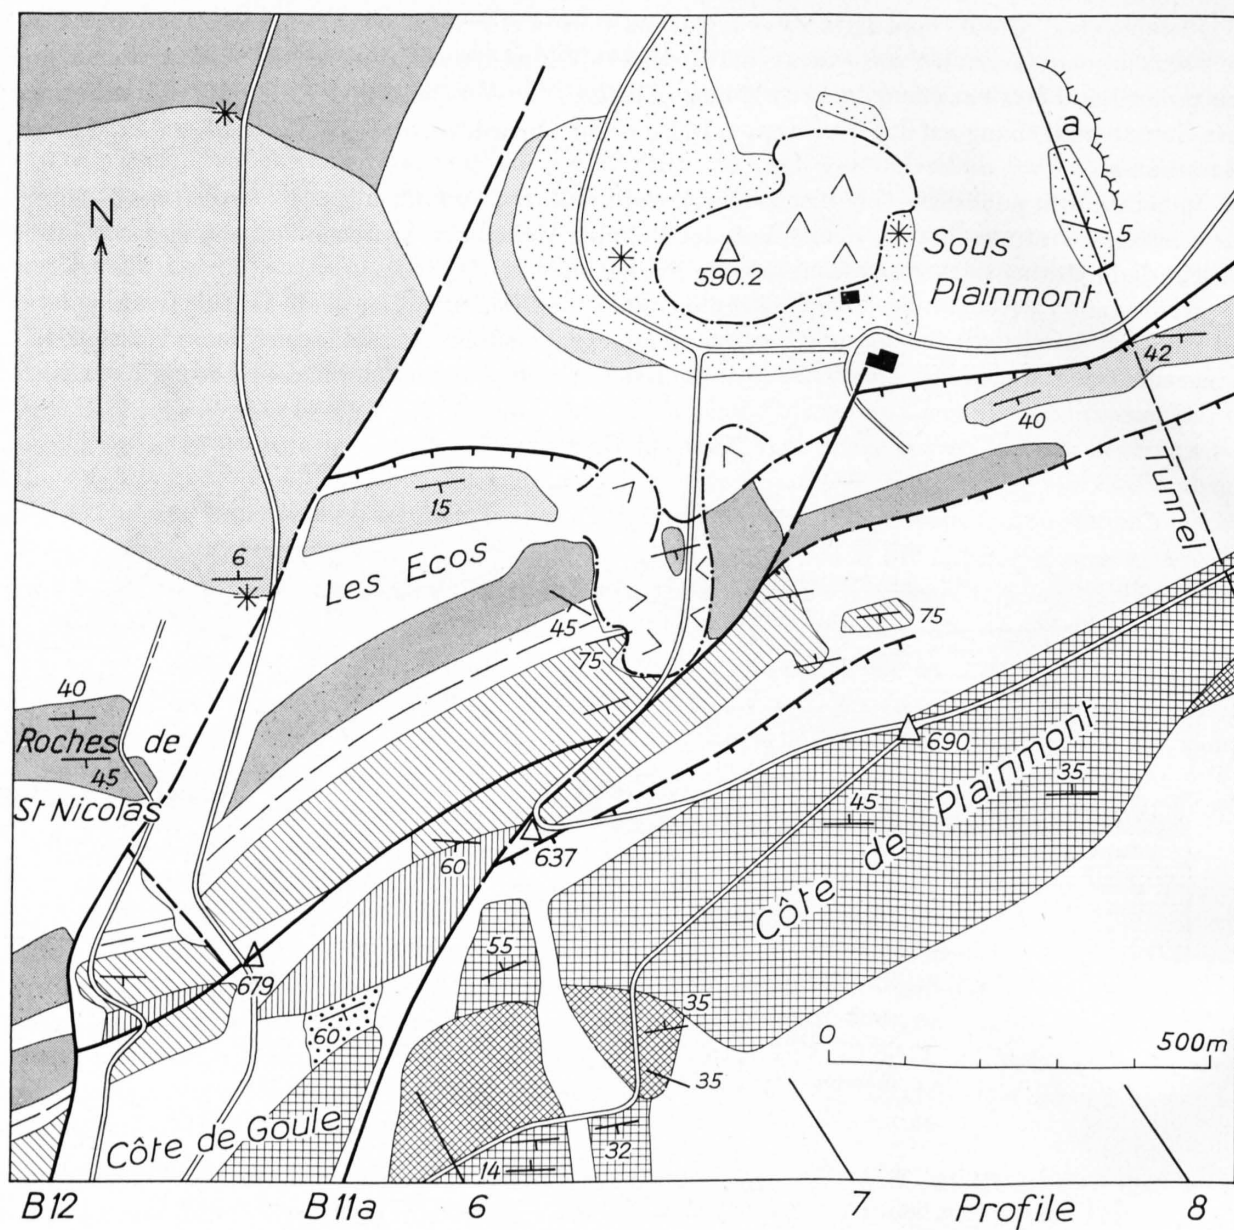 a
N
Sous
5
590.2
Plainmont
42
40
Tunnel
15
Les Ecos
6
45
75
75
40
Roches de
45
St Nicolas
690
35
Côte de Plainmont
45
60
637
55
679
60
35
0
500m
35
Côte de Goule
32
14
B12
B11a
6
7
Profile
8